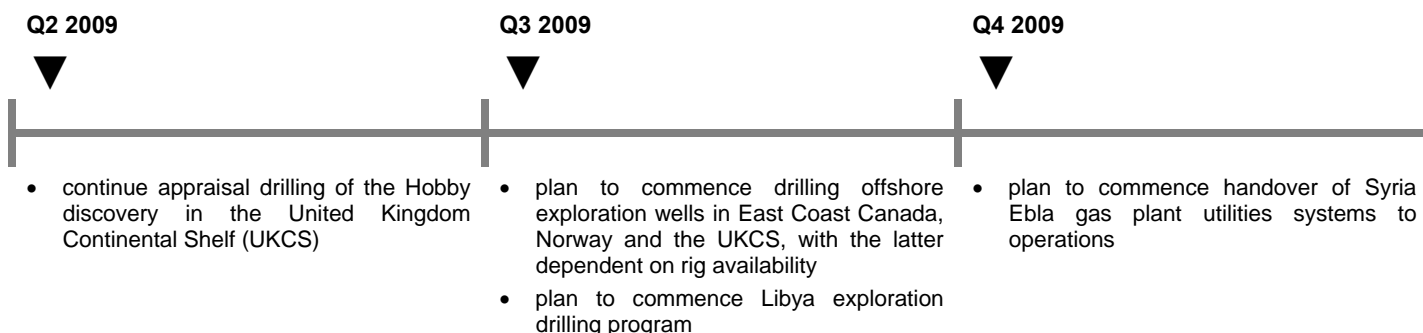 Q2 2009
Q3 2009
Q4 2009
• continue appraisal drilling of the Hobby
discovery in the United Kingdom
Continental Shelf (UKCS)
• plan to commence drilling offshore
exploration wells in East Coast Canada,
Norway and the UKCS, with the latter
dependent on rig availability
• plan to commence Libya exploration
drilling program
• plan to commence handover of Syria
Ebla gas plant utilities systems to
operations